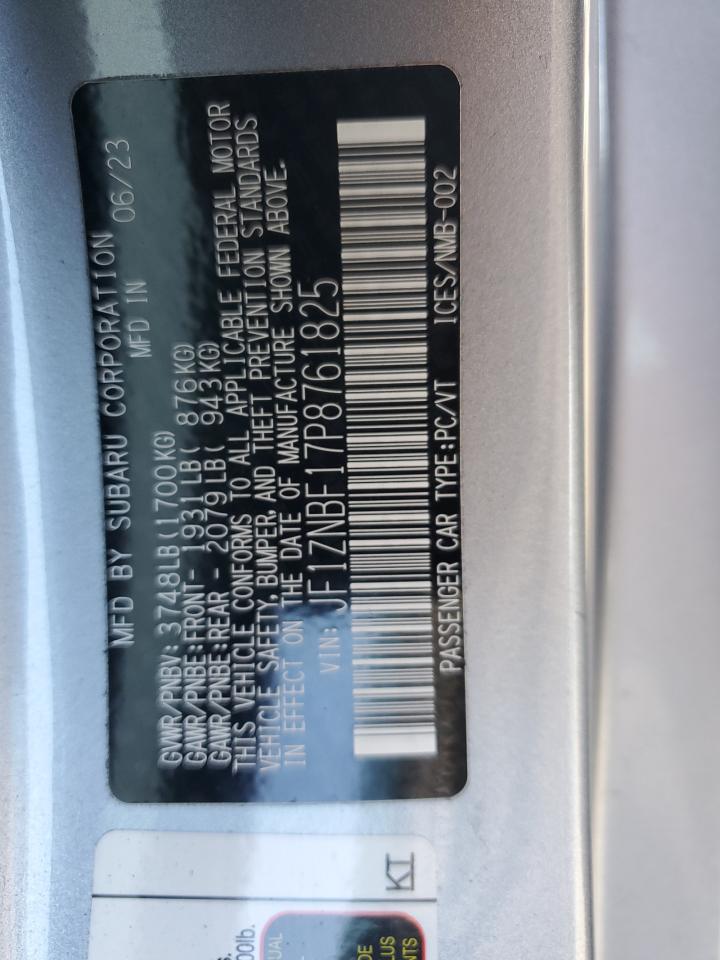 MFD BY SUBARU CORPORATION
MFD IN 06/23
GVWR/PNBV: 3748LB(1700KG)
GAWR/PNBE:FRONT- 1931LB( 876KG)
GAWR/PNBE:REAR - 2079LB( 943KG)
THIS VEHICLE CONFORMS TO ALL APPLICABLE FEDERAL MOTOR
VEHICLE SAFETY, BUMPER, AND THEFT PREVENTION STANDARDS
IN EFFECT ON THE DATE OF MANUFACTURE SHOWN ABOVE.
VIN: JF1ZNBF17P8761825
PASSENGER CAR TYPE:PC/VT ICES/NMB-002
KT